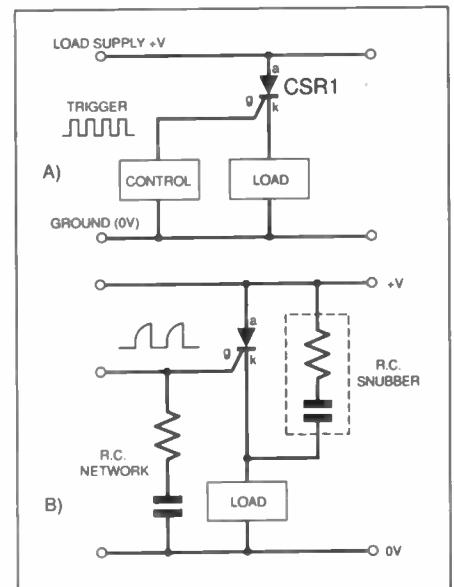 LOAD SUPPLY +V
a
CSR1
g
k
TRIGGER
A)
CONTROL
LOAD
GROUND (0V)
+V
a
g
k
R.C.
SNUBBER
R.C.
NETWORK
B)
LOAD
0V